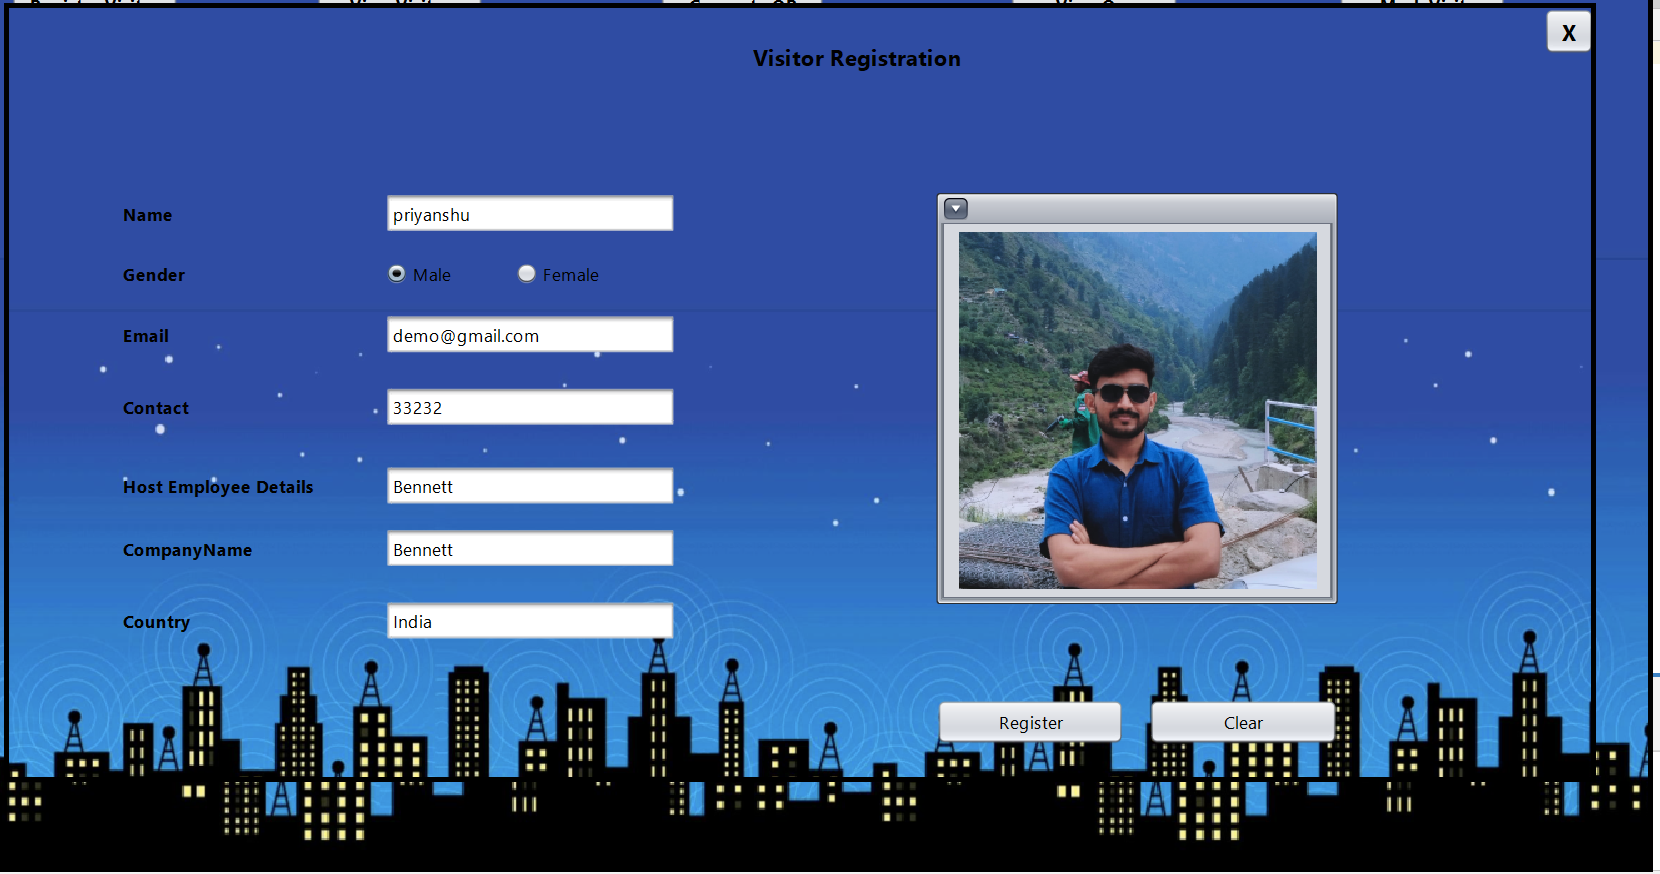 X
Visitor Registration
Name priyanshu
Gender Male Female
Email demo@gmail.com
Contact 33232
Host Employee Details Bennett
CompanyName Bennett
Country India
Register Clear